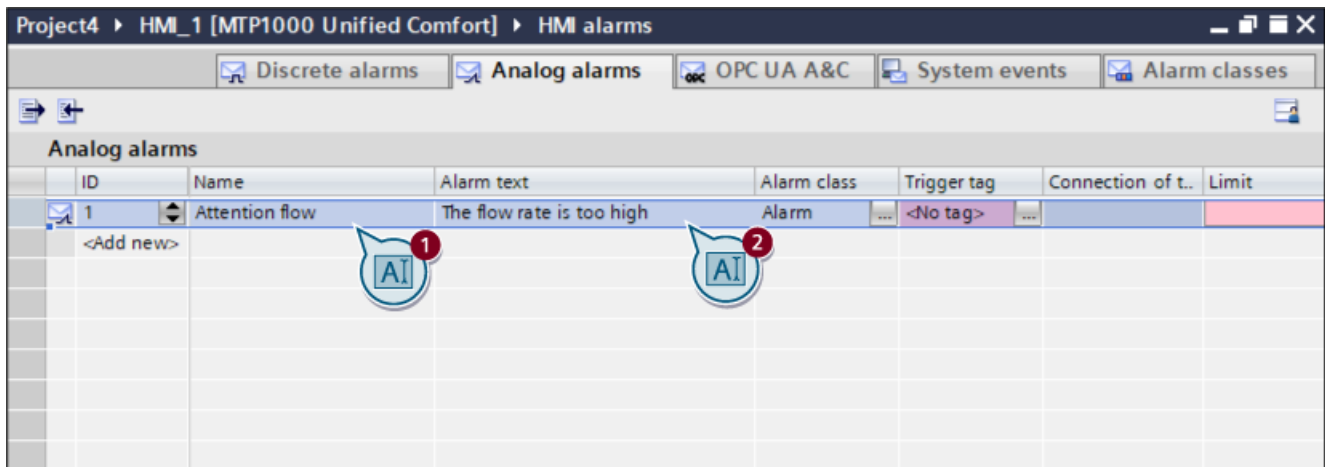 Project4 ▸ HMI_1 [MTP1000 Unified Comfort] ▸ HMI alarms
Discrete alarms Analog alarms OPC UA A&C System events Alarm classes
Analog alarms
ID Name Alarm text Alarm class Trigger tag Connection of t.. Limit
1 Attention flow The flow rate is too high Alarm ... <No tag> ...
<Add new>
1 2
AI AI